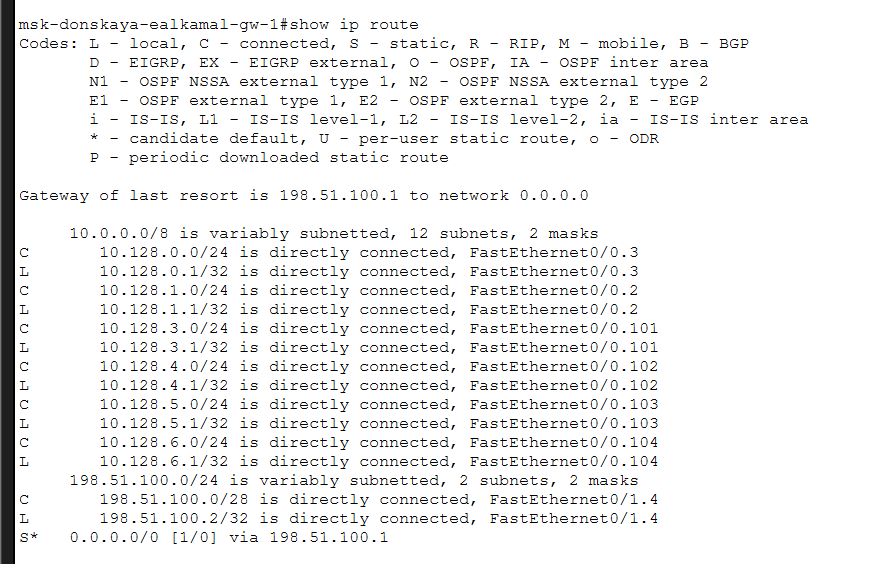 msk-donskaya-ealkamal-gw-1#show ip route
Codes: L - local, C - connected, S - static, R - RIP, M - mobile, B - BGP
       D - EIGRP, EX - EIGRP external, O - OSPF, IA - OSPF inter area
       N1 - OSPF NSSA external type 1, N2 - OSPF NSSA external type 2
       E1 - OSPF external type 1, E2 - OSPF external type 2, E - EGP
       i - IS-IS, L1 - IS-IS level-1, L2 - IS-IS level-2, ia - IS-IS inter area
       * - candidate default, U - per-user static route, o - ODR
       P - periodic downloaded static route
Gateway of last resort is 198.51.100.1 to network 0.0.0.0
     10.0.0.0/8 is variably subnetted, 12 subnets, 2 masks
C       10.128.0.0/24 is directly connected, FastEthernet0/0.3
L       10.128.0.1/32 is directly connected, FastEthernet0/0.3
C       10.128.1.0/24 is directly connected, FastEthernet0/0.2
L       10.128.1.1/32 is directly connected, FastEthernet0/0.2
C       10.128.3.0/24 is directly connected, FastEthernet0/0.101
L       10.128.3.1/32 is directly connected, FastEthernet0/0.101
C       10.128.4.0/24 is directly connected, FastEthernet0/0.102
L       10.128.4.1/32 is directly connected, FastEthernet0/0.102
C       10.128.5.0/24 is directly connected, FastEthernet0/0.103
L       10.128.5.1/32 is directly connected, FastEthernet0/0.103
C       10.128.6.0/24 is directly connected, FastEthernet0/0.104
L       10.128.6.1/32 is directly connected, FastEthernet0/0.104
     198.51.100.0/24 is variably subnetted, 2 subnets, 2 masks
C       198.51.100.0/28 is directly connected, FastEthernet0/1.4
L       198.51.100.2/32 is directly connected, FastEthernet0/1.4
S*   0.0.0.0/0 [1/0] via 198.51.100.1